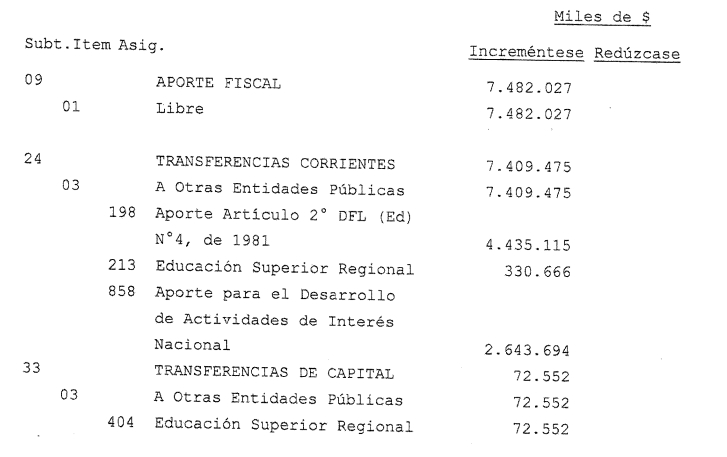 Miles de $
Subt.Item Asig. Increméntese Redúzcase
09 APORTE FISCAL 7.482.027
01 Libre 7.482.027
24 TRANSFERENCIAS CORRIENTES 7.409.475
03 A Otras Entidades Públicas 7.409.475
198 Aporte Artículo 2° DFL (Ed)
N°4, de 1981 4.435.115
213 Educación Superior Regional 330.666
858 Aporte para el Desarrollo
de Actividades de Interés
Nacional 2.643.694
33 TRANSFERENCIAS DE CAPITAL 72.552
03 A Otras Entidades Públicas 72.552
404 Educación Superior Regional 72.552